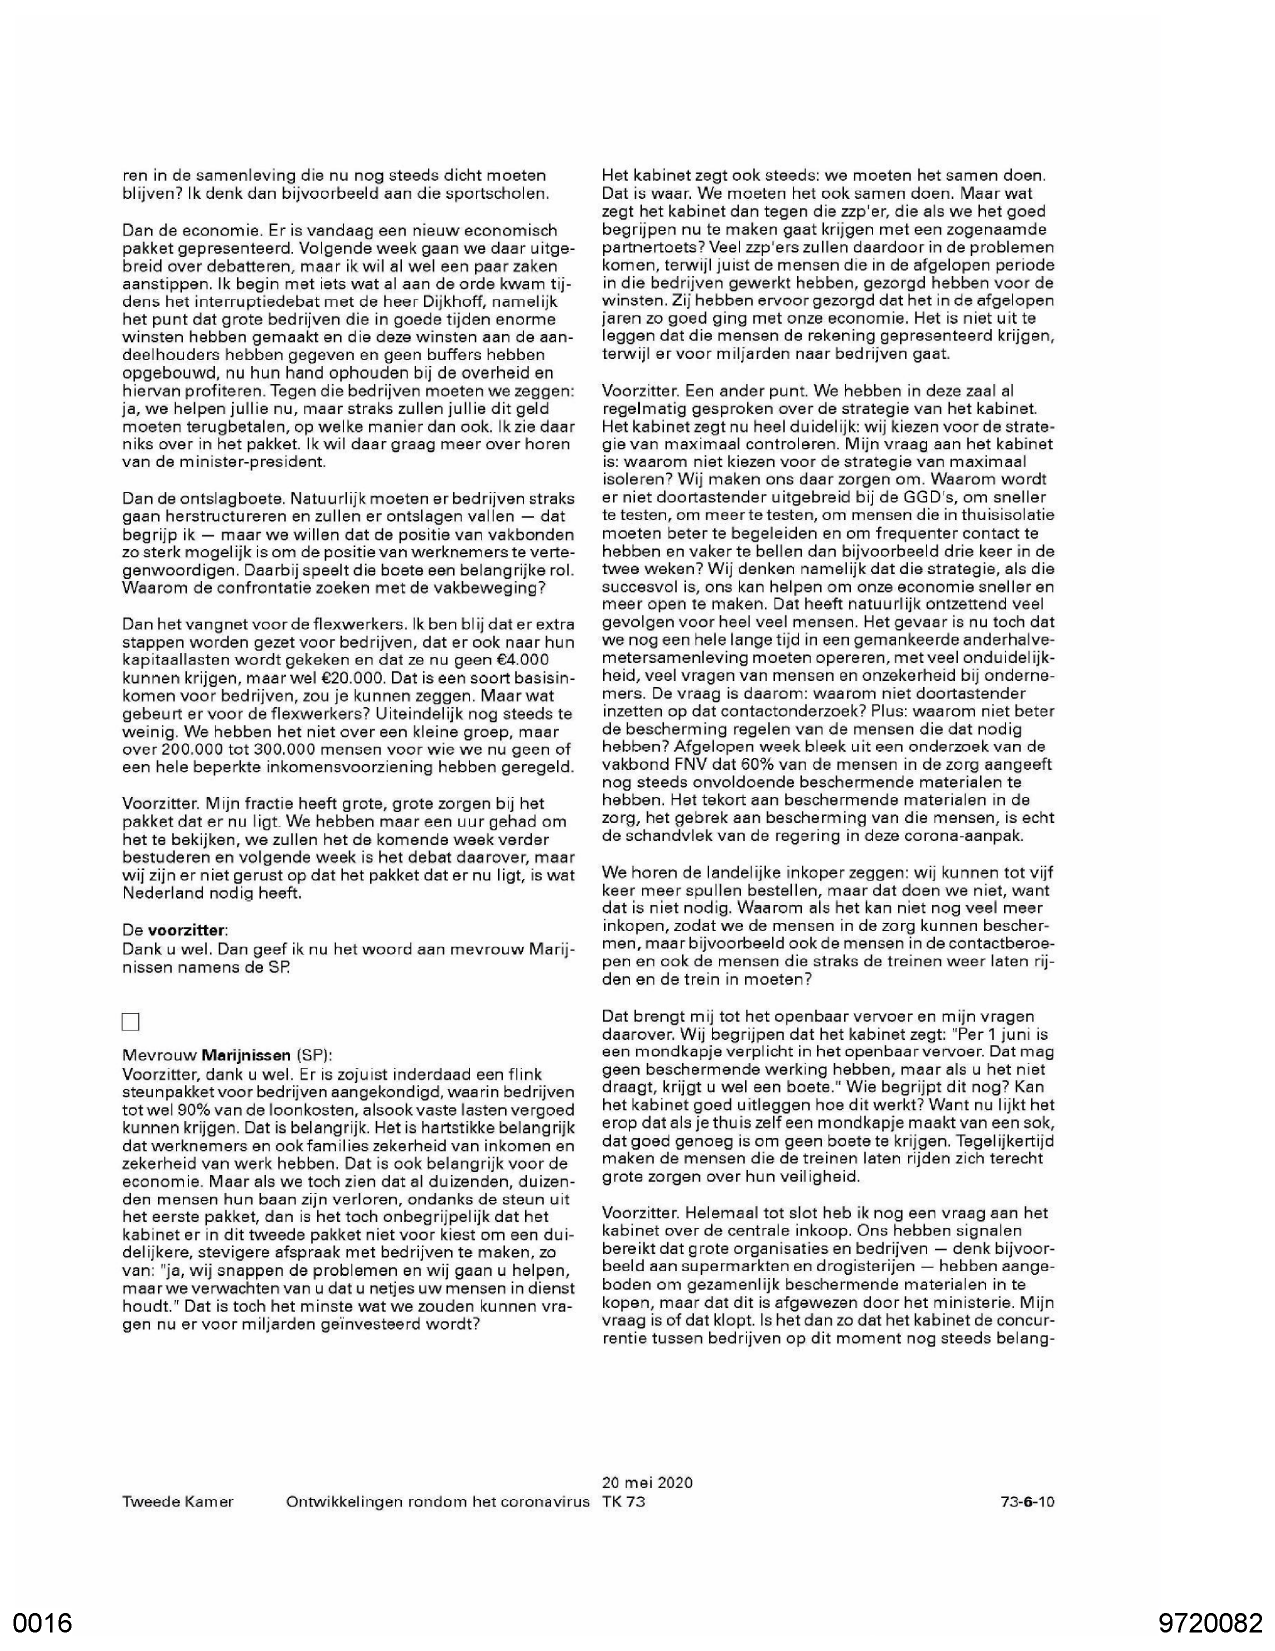 ren in de samenleving die nu nog steeds dicht moeten
blijven? Ik denk dan bijvoorbeeld aan die sportscholen.
Dan de economie. Er is vandaag een nieuw economisch
pakket gepresenteerd. Volgende week gaan we daar uitge-
breid over debatteren, maar ik wil al wel een paar zaken
aanstippen. Ik begin met iets wat al aan de orde kwam tij-
dens het interruptiedebat met de heer Dijkhoff, namelijk
het punt dat grote bedrijven die in goede tijden enorme
winsten hebben gemaakt en die deze winsten aan de aan-
deelhouders hebben gegeven en geen buffers hebben
opgebouwd, nu hun hand ophouden bij de overheid en
hiervan profiteren. Tegen die bedrijven moeten we zeggen:
ja, we helpen jullie nu, maar straks zullen jullie dit geld
moeten terugbetalen, op welke manier dan ook. Ik zie daar
niks over in het pakket. Ik wil daar graag meer over horen
van de minister-president.
Dan de ontslagboete. Natuurlijk moeten er bedrijven straks
gaan herstructureren en zullen er ontslagen vallen — dat
begrijp ik — maar we willen dat de positie van vakbonden
zo sterk mogelijk is om de positie van werknemers te verte-
genwoordigen. Daarbij speelt die boete een belangrijke rol.
Waarom de confrontatie zoeken met de vakbeweging?
Dan het vangnet voor de flexwerkers. Ik ben blij dat er extra
stappen worden gezet voor bedrijven, dat er ook naar hun
kapitaallasten wordt gekeken en dat ze nu geen €4.000
kunnen krijgen, maar wel €20.000. Dat is een soort basisin-
komen voor bedrijven, zou je kunnen zeggen. Maar wat
gebeurt er voor de flexwerkers? Uiteindelijk nog steeds te
weinig. We hebben het niet over een kleine groep, maar
over 200.000 tot 300.000 mensen voor wie we nu geen of
een hele beperkte inkomensvoorziening hebben geregeld.
Voorzitter. Mijn fractie heeft grote, grote zorgen bij het
pakket dat er nu ligt. We hebben maar een uur gehad om
het te bekijken, we zullen het de komende week verder
bestuderen en volgende week is het debat daarover, maar
wij zijn er niet gerust op dat het pakket dat er nu ligt, is wat
Nederland nodig heeft.
De voorzitter:
Dank u wel. Dan geef ik nu het woord aan mevrouw Marij-
nissen namens de SP.
Mevrouw Marijnissen (SP):
Voorzitter, dank u wel. Er is zojuist inderdaad een flink
steunpakket voor bedrijven aangekondigd, waarin bedrijven
tot wel 90% van de loonkosten, alsook vaste lasten vergoed
kunnen krijgen. Dat is belangrijk. Het is hartstikke belangrijk
dat werknemers en ook families zekerheid van inkomen en
zekerheid van werk hebben. Dat is ook belangrijk voor de
economie. Maar als we toch zien dat al duizenden, duizen-
den mensen hun baan zijn verloren, ondanks de steun uit
het eerste pakket, dan is het toch onbegrijpelijk dat het
kabinet er in dit tweede pakket niet voor kiest om een dui-
delijkere, stevigere afspraak met bedrijven te maken, zo
van: "ja, wij snappen de problemen en wij gaan u helpen,
maar we verwachten van u dat u netjes uw mensen in dienst
houdt." Dat is toch het minste wat we zouden kunnen vra-
gen nu er voor miljarden geïnvesteerd wordt?
Het kabinet zegt ook steeds: we moeten het samen doen.
Dat is waar. We moeten het ook samen doen. Maar wat
zegt het kabinet dan tegen die zzp'er, die als we het goed
begrijpen nu te maken gaat krijgen met een zogenaamde
partnertoets? Veel zzp'ers zullen daardoor in de problemen
komen, terwijl juist de mensen die in de afgelopen periode
in die bedrijven gewerkt hebben, gezorgd hebben voor de
winsten. Zij hebben ervoor gezorgd dat het in de afgelopen
jaren zo goed ging met onze economie. Het is niet uit te
leggen dat die mensen de rekening gepresenteerd krijgen,
terwijl er voor miljarden naar bedrijven gaat.
Voorzitter. Een ander punt. We hebben in deze zaal al
regelmatig gesproken over de strategie van het kabinet.
Het kabinet zegt nu heel duidelijk: wij kiezen voor de strate-
gie van maximaal controleren. Mijn vraag aan het kabinet
is: waarom niet kiezen voor de strategie van maximaal
isoleren? Wij maken ons daar zorgen om. Waarom wordt
er niet doortastender uitgebreid bij de GGD's, om sneller
te testen, om meer te testen, om mensen die in thuisisolatie
moeten beter te begeleiden en om frequenter contact te
hebben en vaker te bellen dan bijvoorbeeld drie keer in de
twee weken? Wij denken namelijk dat die strategie, als die
succesvol is, ons kan helpen om onze economie sneller en
meer open te maken. Dat heeft natuurlijk ontzettend veel
gevolgen voor heel veel mensen. Het gevaar is nu toch dat
we nog een hele lange tijd in een gemankeerde anderhalve-
metersamenleving moeten opereren, met veel onduidelijk-
heid, veel vragen van mensen en onzekerheid bij onderne-
mers. De vraag is daarom: waarom niet doortastender
inzetten op dat contactonderzoek? Plus: waarom niet beter
de bescherming regelen van de mensen die dat nodig
hebben? Afgelopen week bleek uit een onderzoek van de
vakbond FNV dat 60% van de mensen in de zorg aangeeft
nog steeds onvoldoende beschermende materialen te
hebben. Het tekort aan beschermende materialen in de
zorg, het gebrek aan bescherming van die mensen, is echt
de schandvlek van de regering in deze corona-aanpak.
We horen de landelijke inkoper zeggen: wij kunnen tot vijf
keer meer spullen bestellen, maar dat doen we niet, want
dat is niet nodig. Waarom als het kan niet nog veel meer
inkopen, zodat we de mensen in de zorg kunnen bescher-
men, maar bijvoorbeeld ook de mensen in de contactberoe-
pen en ook de mensen die straks de treinen weer laten rij-
den en de trein in moeten?
Dat brengt mij tot het openbaar vervoer en mijn vragen
daarover. Wij begrijpen dat het kabinet zegt: "Per 1 juni is
een mondkapje verplicht in het openbaar vervoer. Dat mag
geen beschermende werking hebben, maar als u het niet
draagt, krijgt u wel een boete." Wie begrijpt dit nog? Kan
het kabinet goed uitleggen hoe dit werkt? Want nu lijkt het
erop dat als je thuis zelf een mondkapje maakt van een sok,
dat goed genoeg is om geen boete te krijgen. Tegelijkertijd
maken de mensen die de treinen laten rijden zich terecht
grote zorgen over hun veiligheid.
Voorzitter. Helemaal tot slot heb ik nog een vraag aan het
kabinet over de centrale inkoop. Ons hebben signalen
bereikt dat grote organisaties en bedrijven — denk bijvoor-
beeld aan supermarkten en drogisterijen — hebben aange-
boden om gezamenlijk beschermende materialen in te
kopen, maar dat dit is afgewezen door het ministerie. Mijn
vraag is of dat klopt. Is het dan zo dat het kabinet de concur-
rentie tussen bedrijven op dit moment nog steeds belang-
20 mei 2020
Tweede Kamer Ontwikkelingen rondom het coronavirus TK 73 73-6-10
0016 9720082